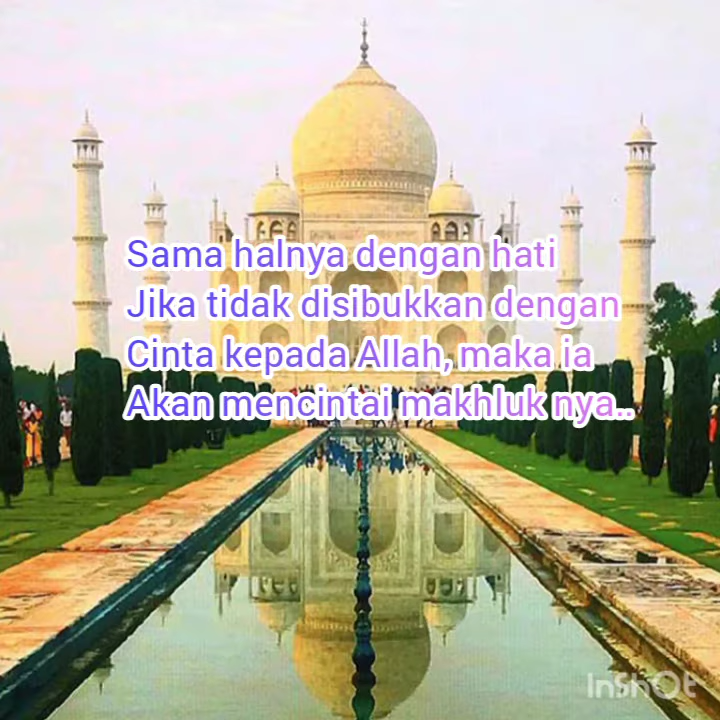 Sama halnya dengan hati
Jika tidak disibukkan dengan
Cinta kepada Allah, maka ia
Akan mencintai makhluk nya..
InShOt